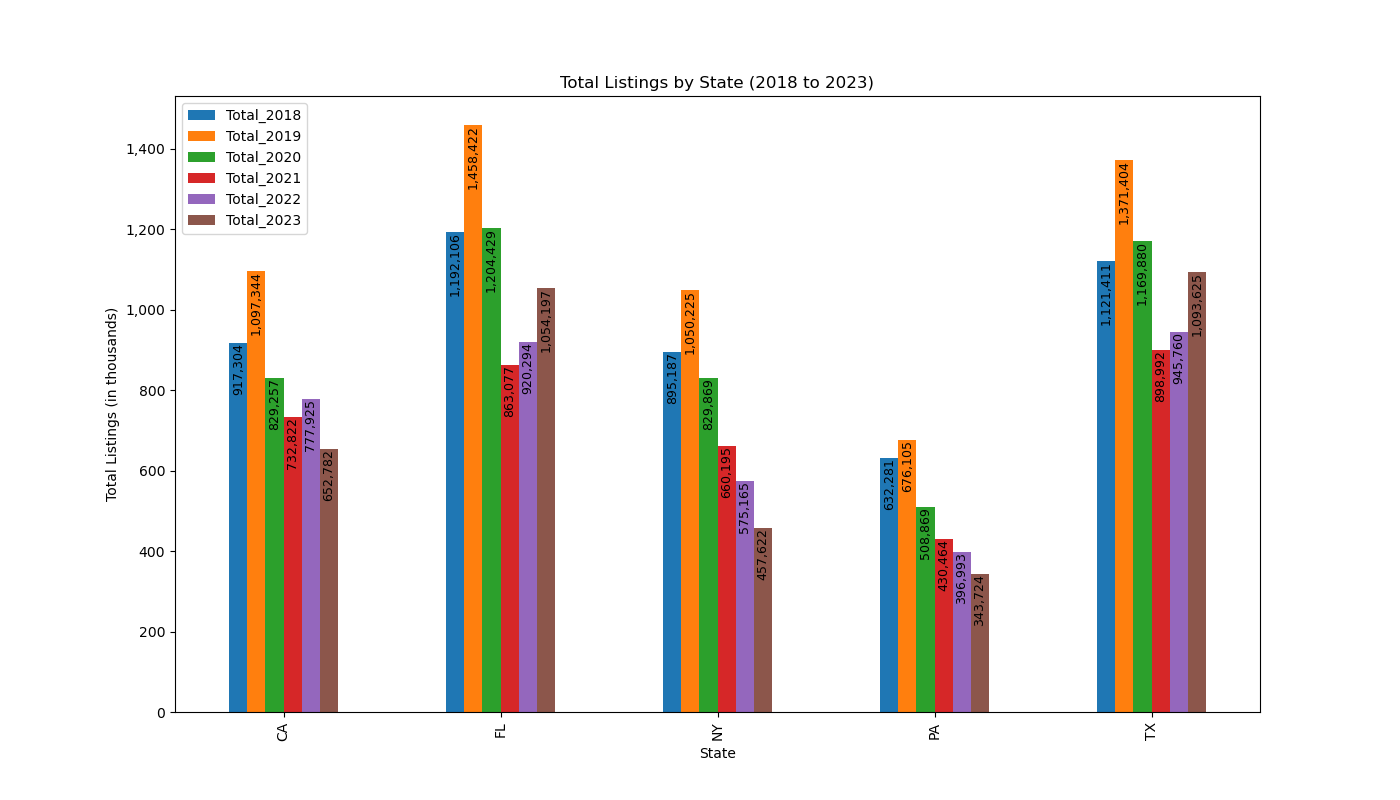 Total Listings by State (2018 to 2023)
Total_2018
Total_2019
Total_2020
Total_2021
Total_2022
Total_2023
Total Listings (in thousands)
1,400
1,200
1,000
800
600
400
200
0
917,304
1,097,344
829,257
732,822
777,925
652,782
1,192,106
1,458,422
1,204,429
863,077
920,294
1,054,197
895,187
1,050,225
829,869
660,195
575,165
457,622
632,281
676,105
508,869
430,464
396,993
343,724
1,121,411
1,371,404
1,169,880
898,992
945,760
1,093,625
CA
FL
NY
PA
TX
State